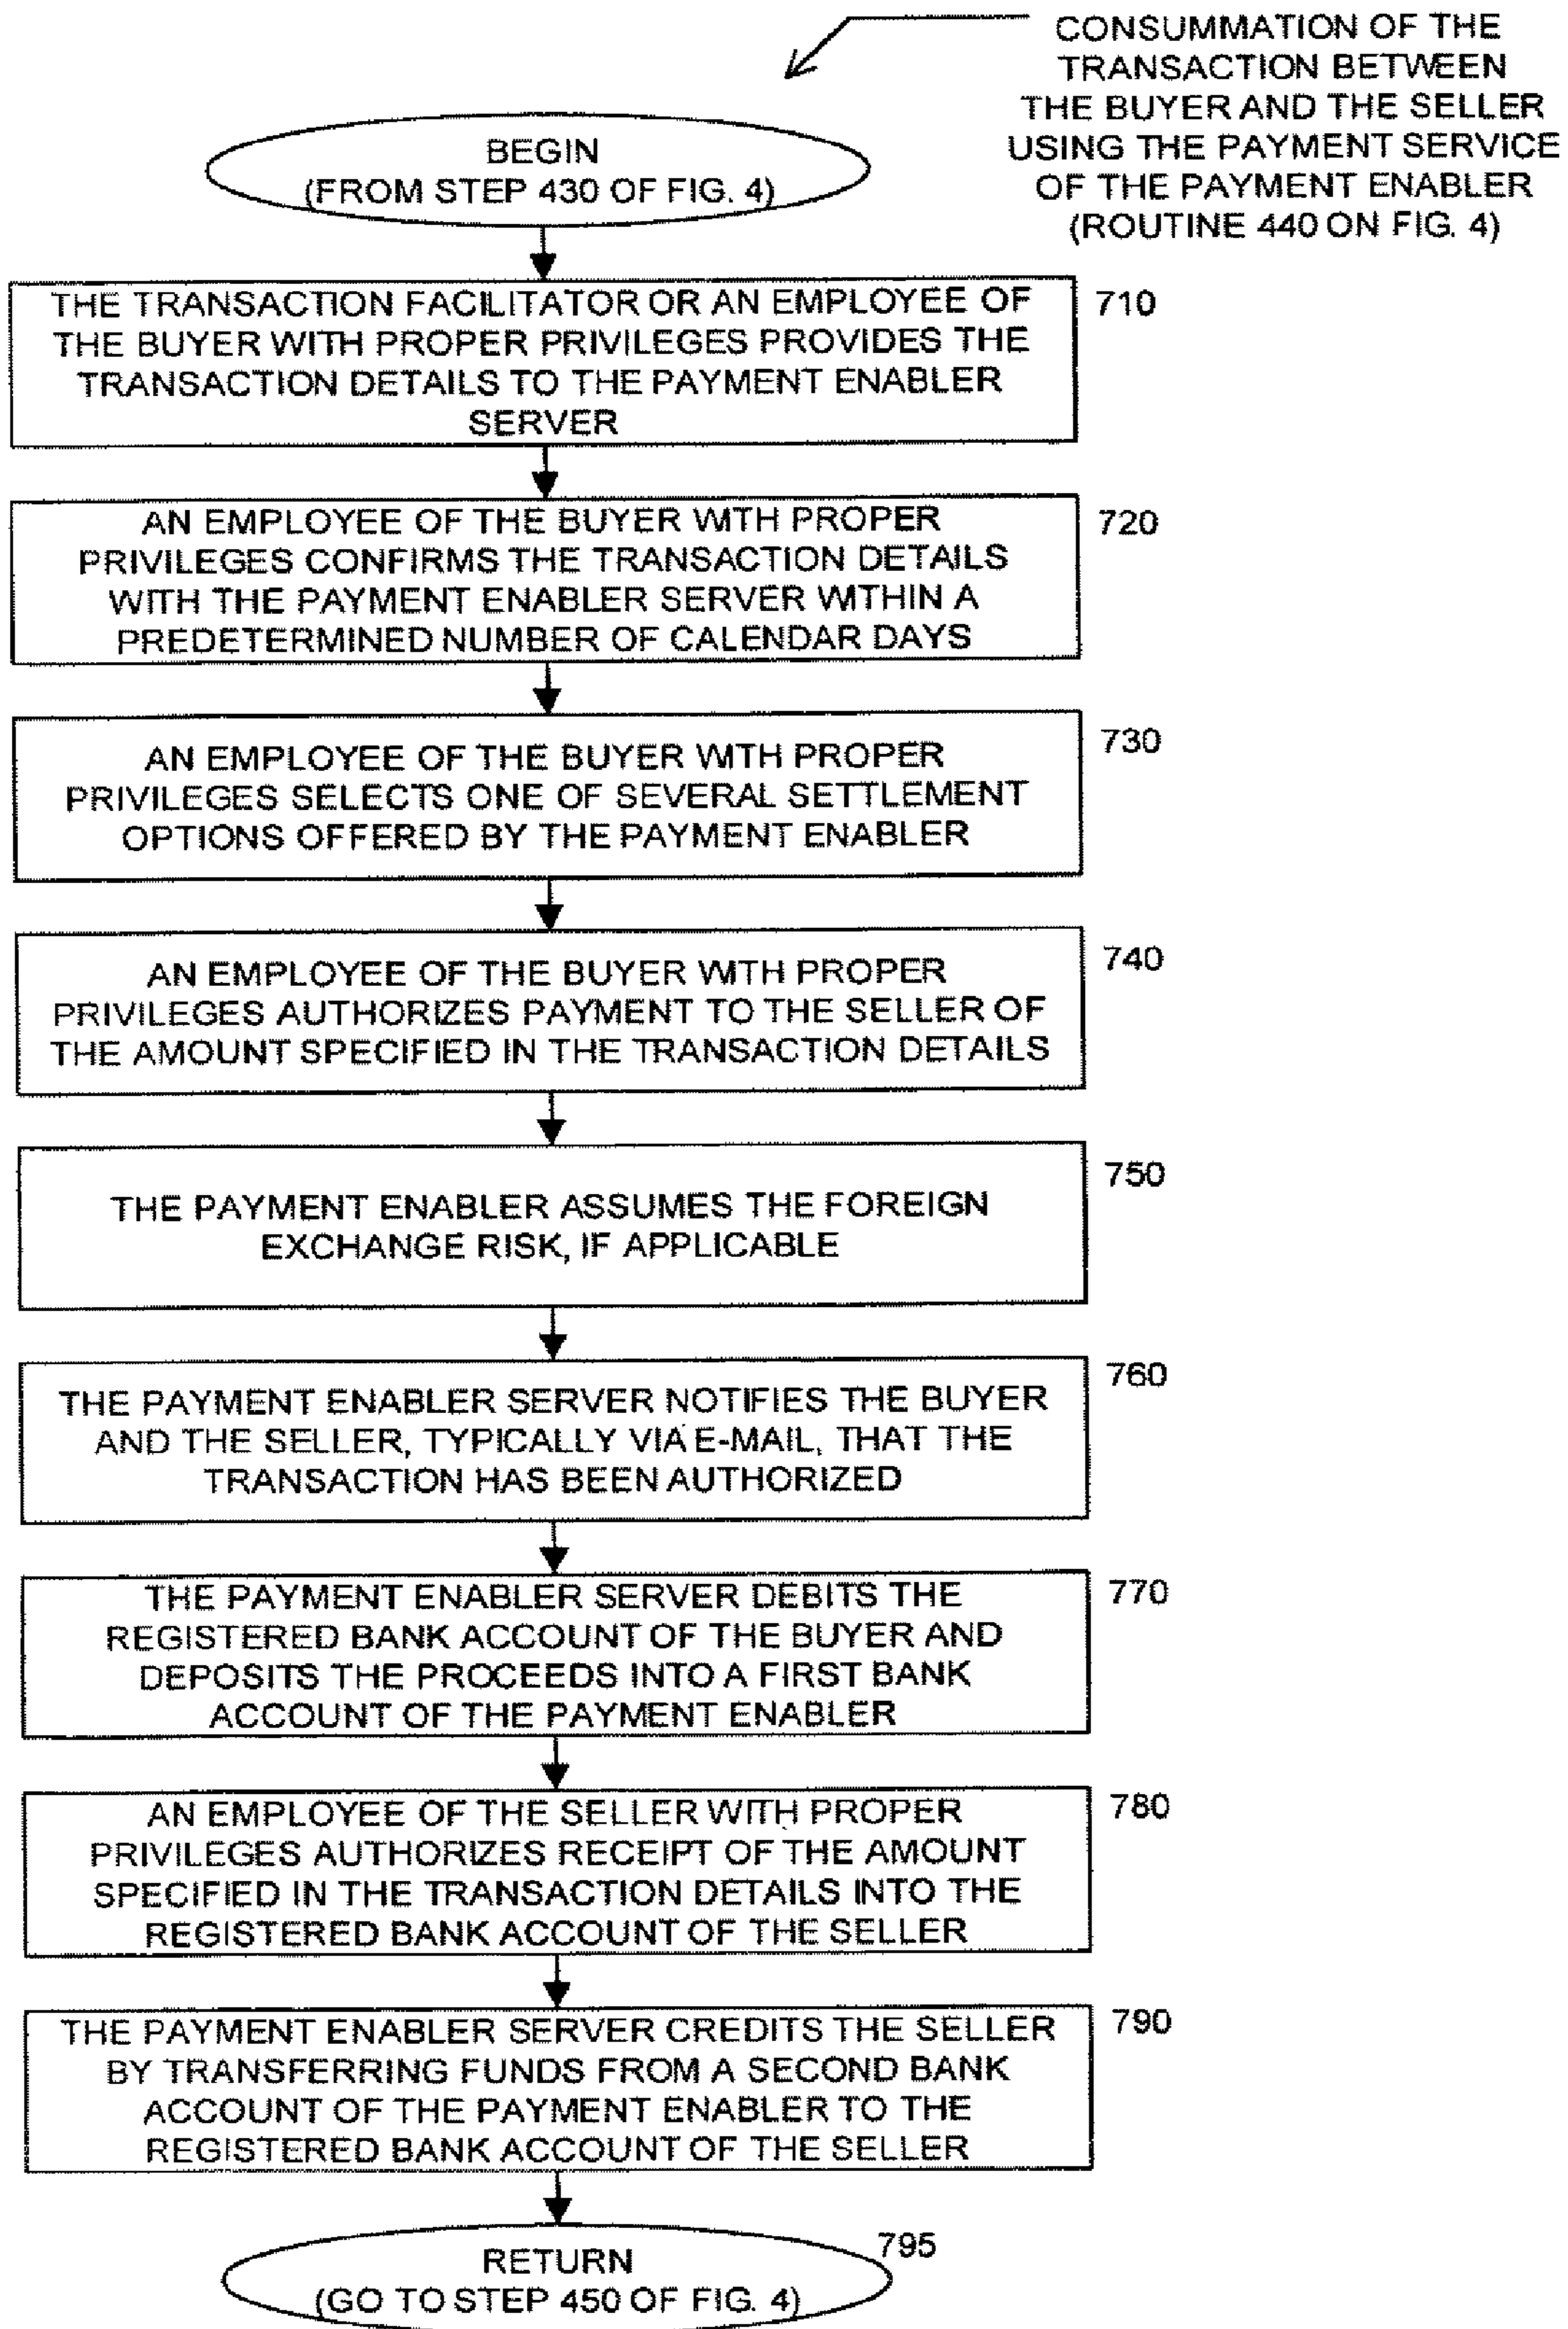 CONSUMMATION OF THE
TRANSACTION BETWEEN
THE BUYER AND THE SELLER
USING THE PAYMENT SERVICE
OF THE PAYMENT ENABLER
(ROUTINE 440 ON FIG. 4)
BEGIN
(FROM STEP 430 OF FIG. 4)
710
THE TRANSACTION FACILITATOR OR AN EMPLOYEE OF
THE BUYER WITH PROPER PRIVILEGES PROVIDES THE
TRANSACTION DETAILS TO THE PAYMENT ENABLER
SERVER
720
AN EMPLOYEE OF THE BUYER WITH PROPER
PRIVILEGES CONFIRMS THE TRANSACTION DETAILS
WITH THE PAYMENT ENABLER SERVER WITHIN A
PREDETERMINED NUMBER OF CALENDAR DAYS
730
AN EMPLOYEE OF THE BUYER WITH PROPER
PRIVILEGES SELECTS ONE OF SEVERAL SETTLEMENT
OPTIONS OFFERED BY THE PAYMENT ENABLER
740
AN EMPLOYEE OF THE BUYER WITH PROPER
PRIVILEGES AUTHORIZES PAYMENT TO THE SELLER OF
THE AMOUNT SPECIFIED IN THE TRANSACTION DETAILS
750
THE PAYMENT ENABLER ASSUMES THE FOREIGN
EXCHANGE RISK, IF APPLICABLE
760
THE PAYMENT ENABLER SERVER NOTIFIES THE BUYER
AND THE SELLER, TYPICALLY VIA E-MAIL, THAT THE
TRANSACTION HAS BEEN AUTHORIZED
770
THE PAYMENT ENABLER SERVER DEBITS THE
REGISTERED BANK ACCOUNT OF THE BUYER AND
DEPOSITS THE PROCEEDS INTO A FIRST BANK
ACCOUNT OF THE PAYMENT ENABLER
780
AN EMPLOYEE OF THE SELLER WITH PROPER
PRIVILEGES AUTHORIZES RECEIPT OF THE AMOUNT
SPECIFIED IN THE TRANSACTION DETAILS INTO THE
REGISTERED BANK ACCOUNT OF THE SELLER
790
THE PAYMENT ENABLER SERVER CREDITS THE SELLER
BY TRANSFERRING FUNDS FROM A SECOND BANK
ACCOUNT OF THE PAYMENT ENABLER TO THE
REGISTERED BANK ACCOUNT OF THE SELLER
795
RETURN
(GO TO STEP 450 OF FIG. 4)